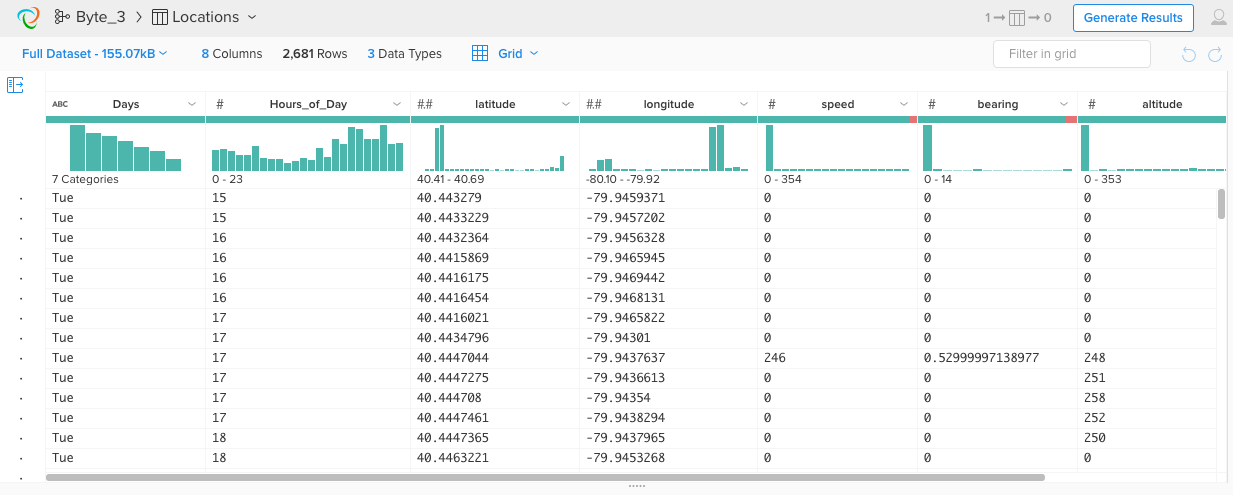 Byte_3 > Locations
1 → → 0
Generate Results
Full Dataset - 155.07kB
8 Columns
2,681 Rows
3 Data Types
Grid
Filter in grid
ABC Days # Hours_of_Day #.# latitude #.# longitude # speed # bearing # altitude
7 Categories 0 - 23 40.41 - 40.69 -80.10 - -79.92 0 - 354 0 - 14 0 - 353
Tue 15 40.443279 -79.9459371 0 0 0
Tue 15 40.4433229 -79.9457202 0 0 0
Tue 16 40.4432364 -79.9456328 0 0 0
Tue 16 40.4415869 -79.9465945 0 0 0
Tue 16 40.4416175 -79.9469442 0 0 0
Tue 16 40.4416454 -79.9468131 0 0 0
Tue 17 40.4416021 -79.9465822 0 0 0
Tue 17 40.4434796 -79.94301 0 0 0
Tue 17 40.4447044 -79.9437637 246 0.52999997138977 248
Tue 17 40.4447275 -79.9436613 0 0 251
Tue 17 40.444708 -79.94354 0 0 258
Tue 17 40.4447461 -79.9438294 0 0 252
Tue 18 40.4447365 -79.9437965 0 0 250
Tue 18 40.4463221 -79.9453268 0 0 0